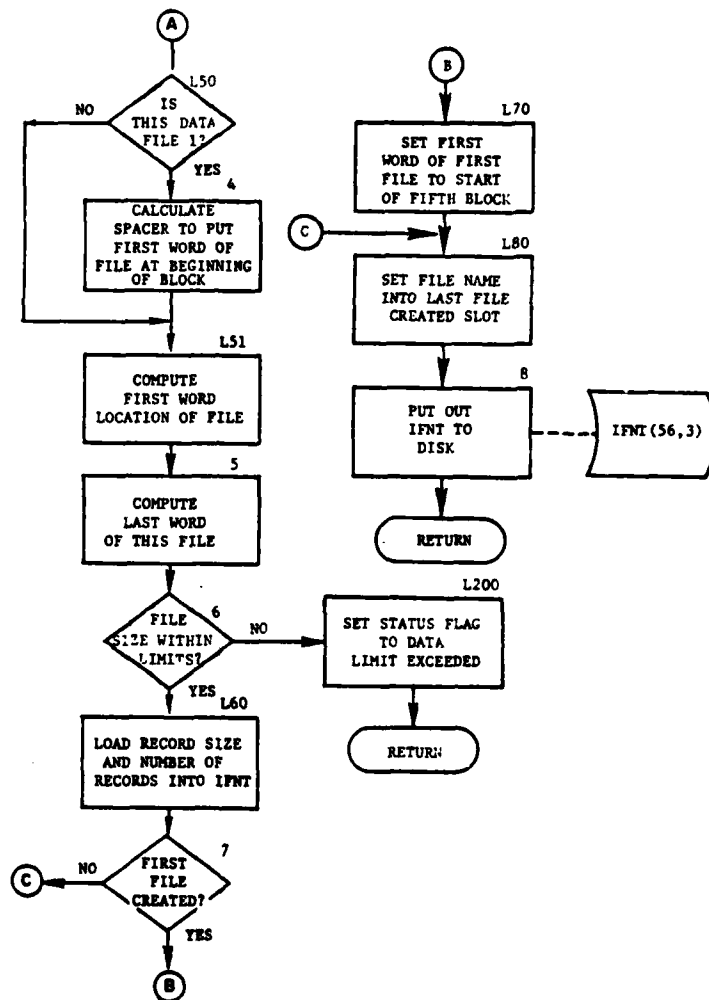 A
L50
IS
THIS DATA
FILE 1?
NO
YES
4
CALCULATE
SPACER TO PUT
FIRST WORD OF
FILE AT BEGINNING
OF BLOCK
L51
COMPUTE
FIRST WORD
LOCATION OF FILE
5
COMPUTE
LAST WORD
OF THIS FILE
6
FILE
SIZE WITHIN
LIMITS?
NO
YES
L200
SET STATUS FLAG
TO DATA
LIMIT EXCEEDED
RETURN
L60
LOAD RECORD SIZE
AND NUMBER OF
RECORDS INTO IFNT
7
FIRST
FILE
CREATED?
NO
C
YES
B
B
L70
SET FIRST
WORD OF FIRST
FILE TO START
OF FIFTH BLOCK
C
L80
SET FILE NAME
INTO LAST FILE
CREATED SLOT
8
PUT OUT
IFNT TO
DISK
IFNT(56,3)
RETURN